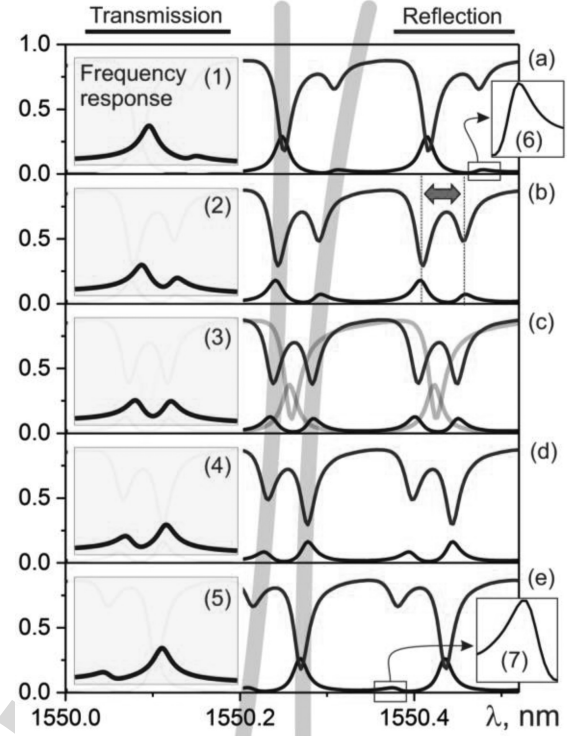 Transmission Reflection
1.0 (a)
Frequency (1)
response
0.5 (6)
0.0
(2) (b)
0.5
0.0
(3) (c)
0.5
0.0
(4) (d)
0.5
0.0
(5) (e)
0.5 (7)
0.0
1550.0 1550.2 1550.4 λ, nm